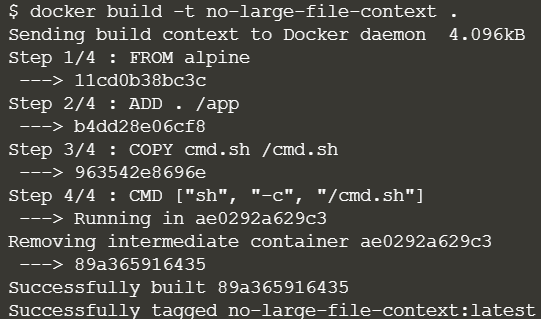 $ docker build -t no-large-file-context .
Sending build context to Docker daemon  4.096kB
Step 1/4 : FROM alpine
 ---> 11cd0b38bc3c
Step 2/4 : ADD . /app
 ---> b4dd28e06cf8
Step 3/4 : COPY cmd.sh /cmd.sh
 ---> 963542e8696e
Step 4/4 : CMD ["sh", "-c", "/cmd.sh"]
 ---> Running in ae0292a629c3
Removing intermediate container ae0292a629c3
 ---> 89a365916435
Successfully built 89a365916435
Successfully tagged no-large-file-context:latest